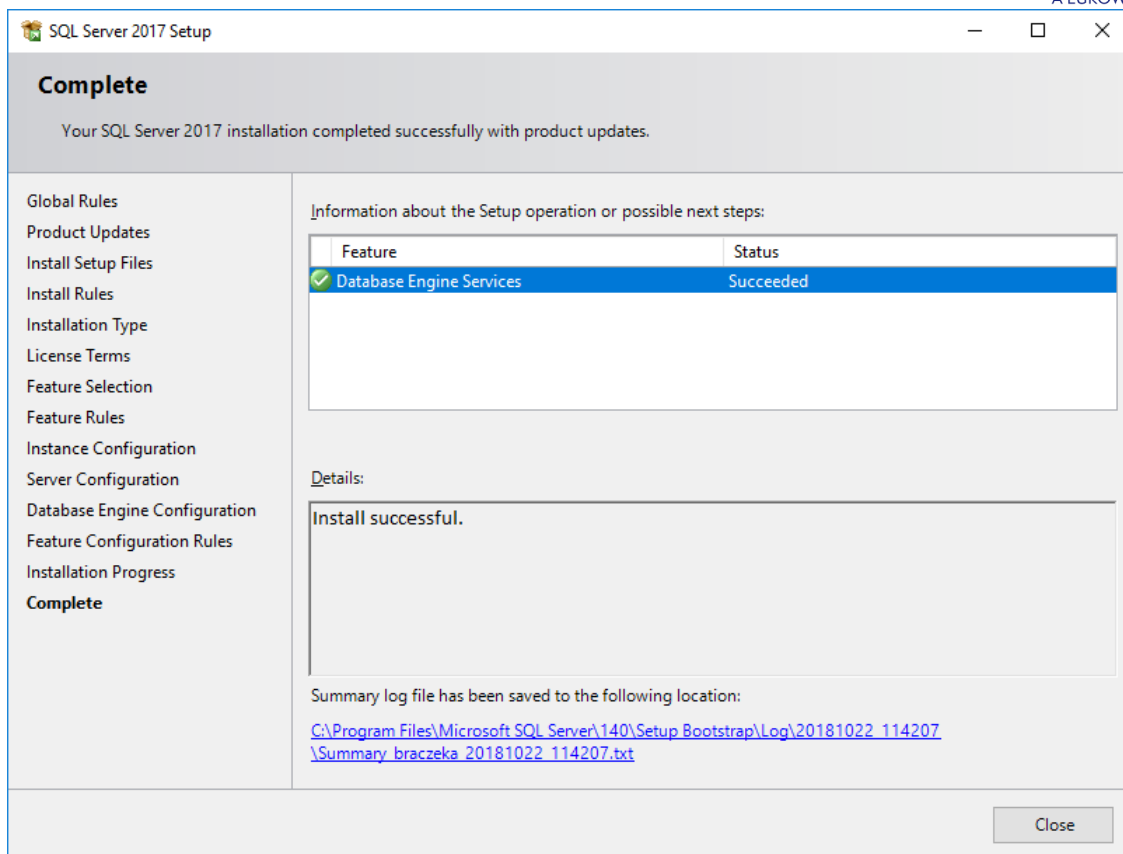 SQL Server 2017 Setup
Complete
Your SQL Server 2017 installation completed successfully with product updates.
Global Rules
Product Updates
Install Setup Files
Install Rules
Installation Type
License Terms
Feature Selection
Feature Rules
Instance Configuration
Server Configuration
Database Engine Configuration
Feature Configuration Rules
Installation Progress
Complete
Information about the Setup operation or possible next steps:
Feature Status
Database Engine Services Succeeded
Details:
Install successful.
Summary log file has been saved to the following location:
C:\Program Files\Microsoft SQL Server\140\Setup Bootstrap\Log\20181022_114207
\Summary_braczeka_20181022_114207.txt
Close